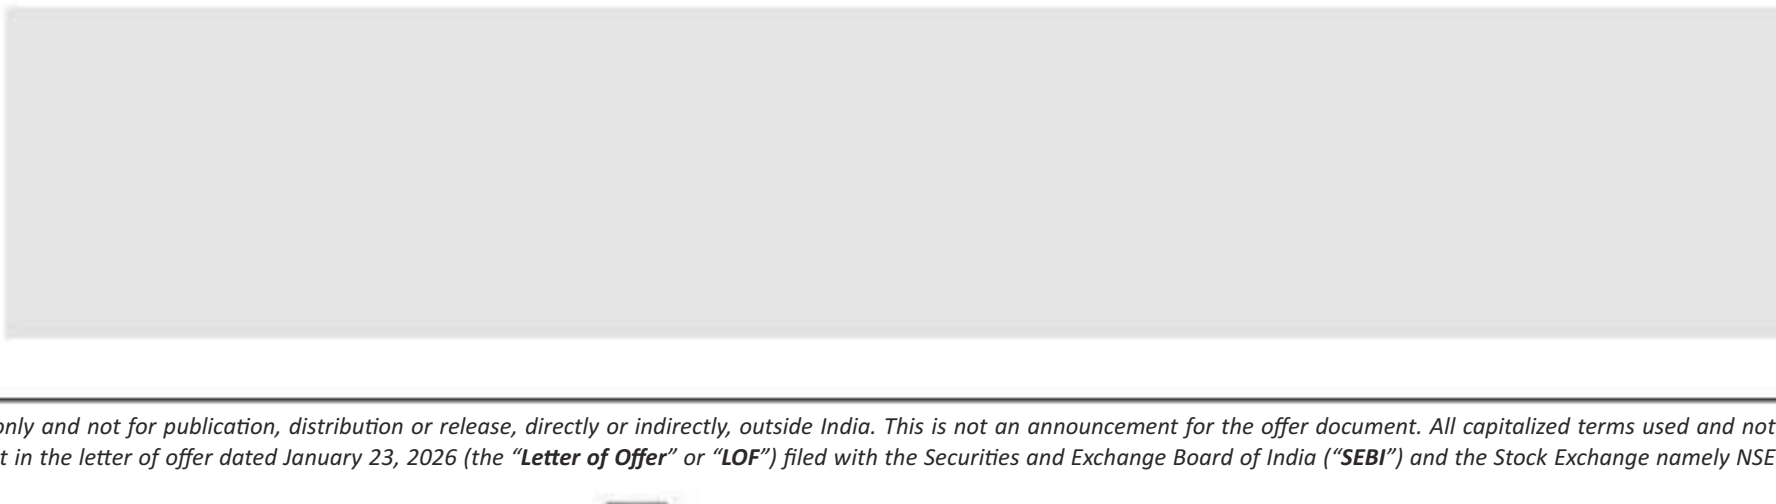 only and not for publication, distribution or release, directly or indirectly, outside India. This is not an announcement for the offer document. All capitalized terms used and not
t in the letter of offer dated January 23, 2026 (the “Letter of Offer” or “LOF”) filed with the Securities and Exchange Board of India (“SEBI”) and the Stock Exchange namely NSE